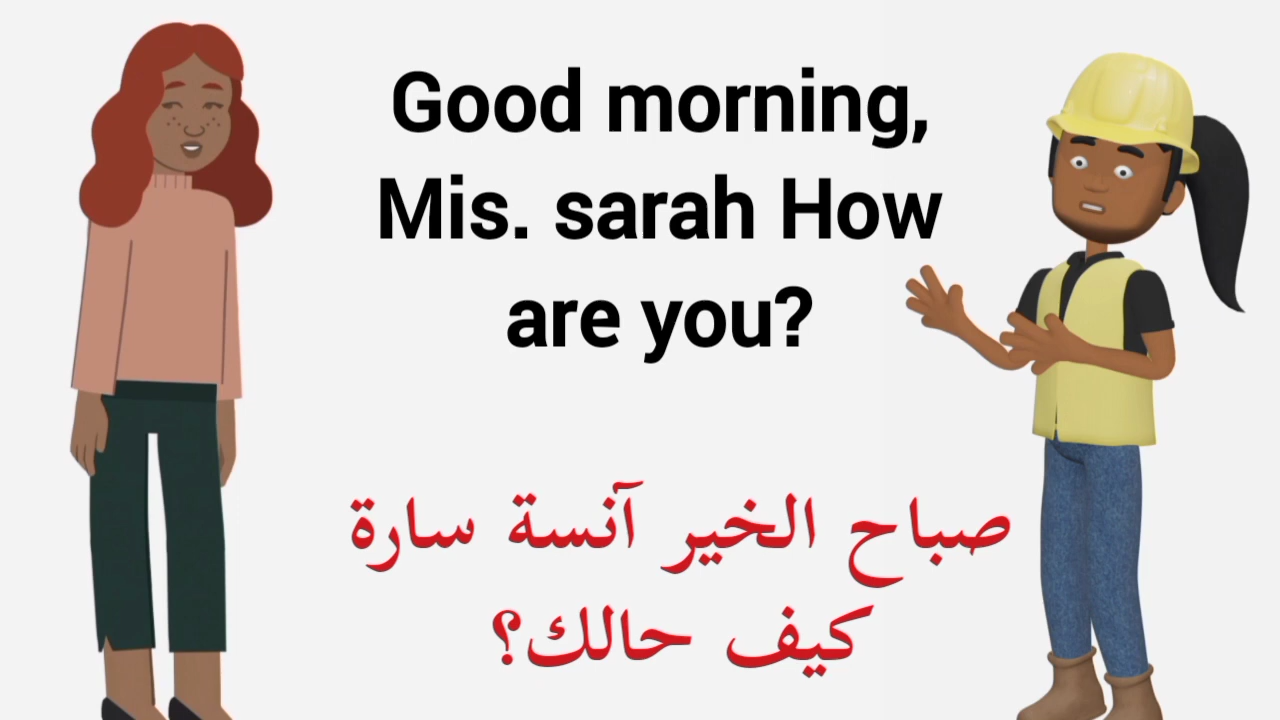 Good morning,
Mis. sarah How
are you?
صباح الخير آنسة سارة
كيف حالك؟